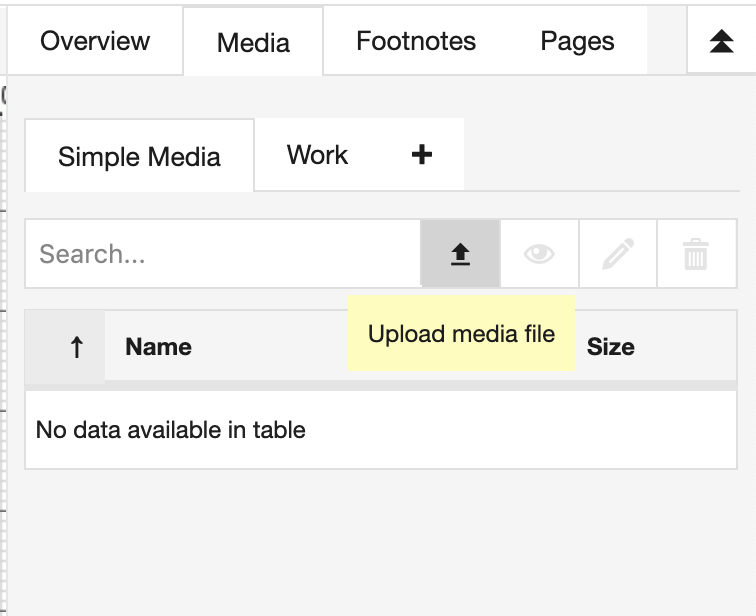 Overview Media Footnotes Pages
Simple Media Work +
Search...
Upload media file
↑ Name Size
No data available in table